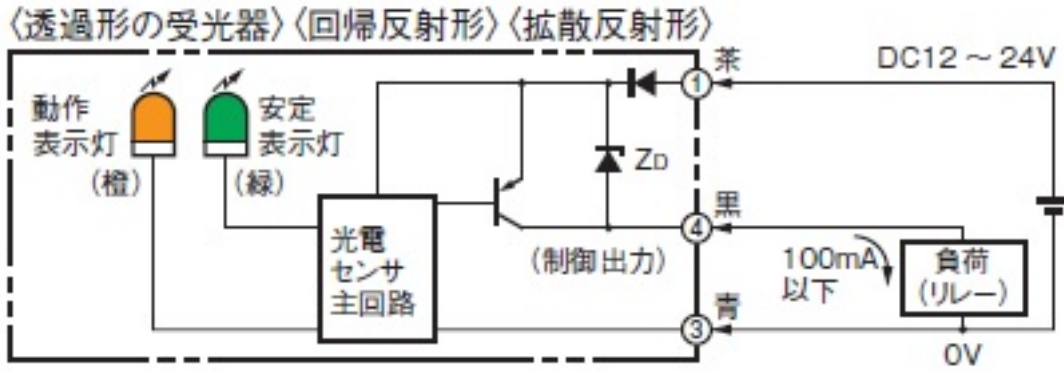 〈透過形の受光器〉〈回帰反射形〉〈拡散反射形〉
動作
表示灯
(橙)
安定
表示灯
(緑)
光電
センサ
主回路
ZD
(制御出力)
1
茶
DC12 ~ 24V
4
黒
100mA
以下
負荷
(リレー)
3
青
0V